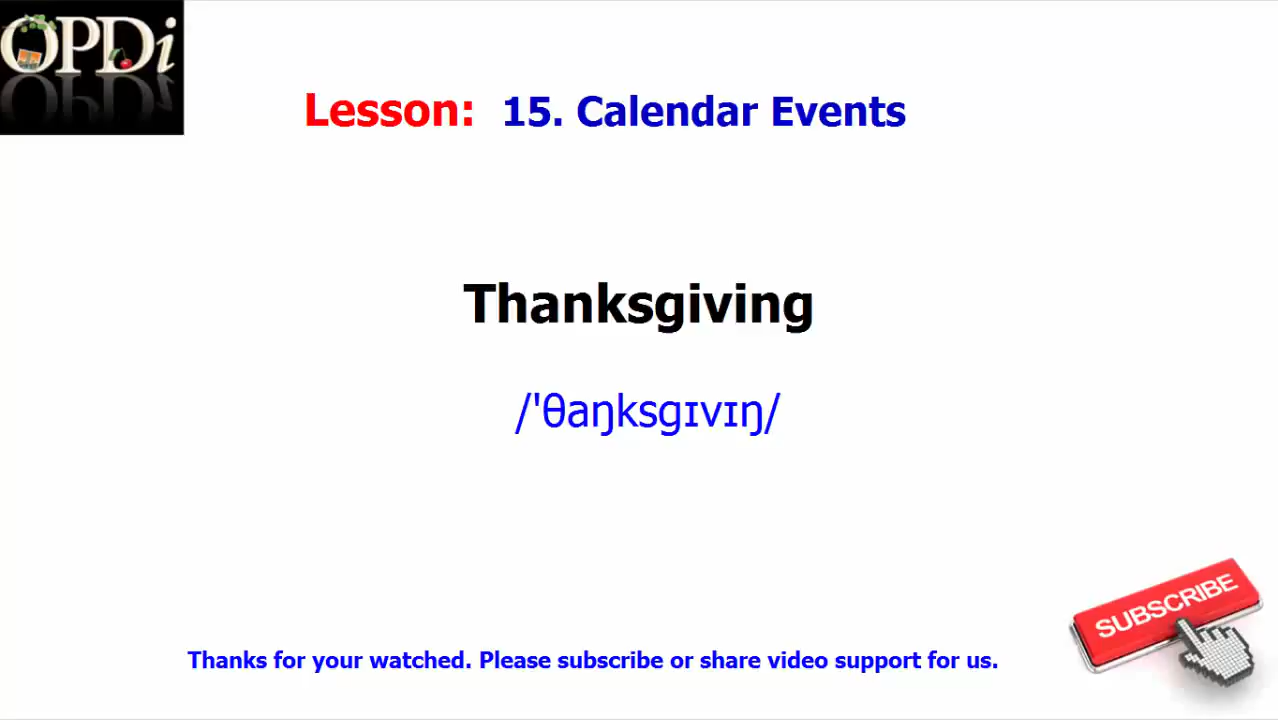 OPDi
Lesson: 15. Calendar Events
Thanksgiving
/'θaŋksgɪvɪŋ/
SUBSCRIBE
Thanks for your watched. Please subscribe or share video support for us.